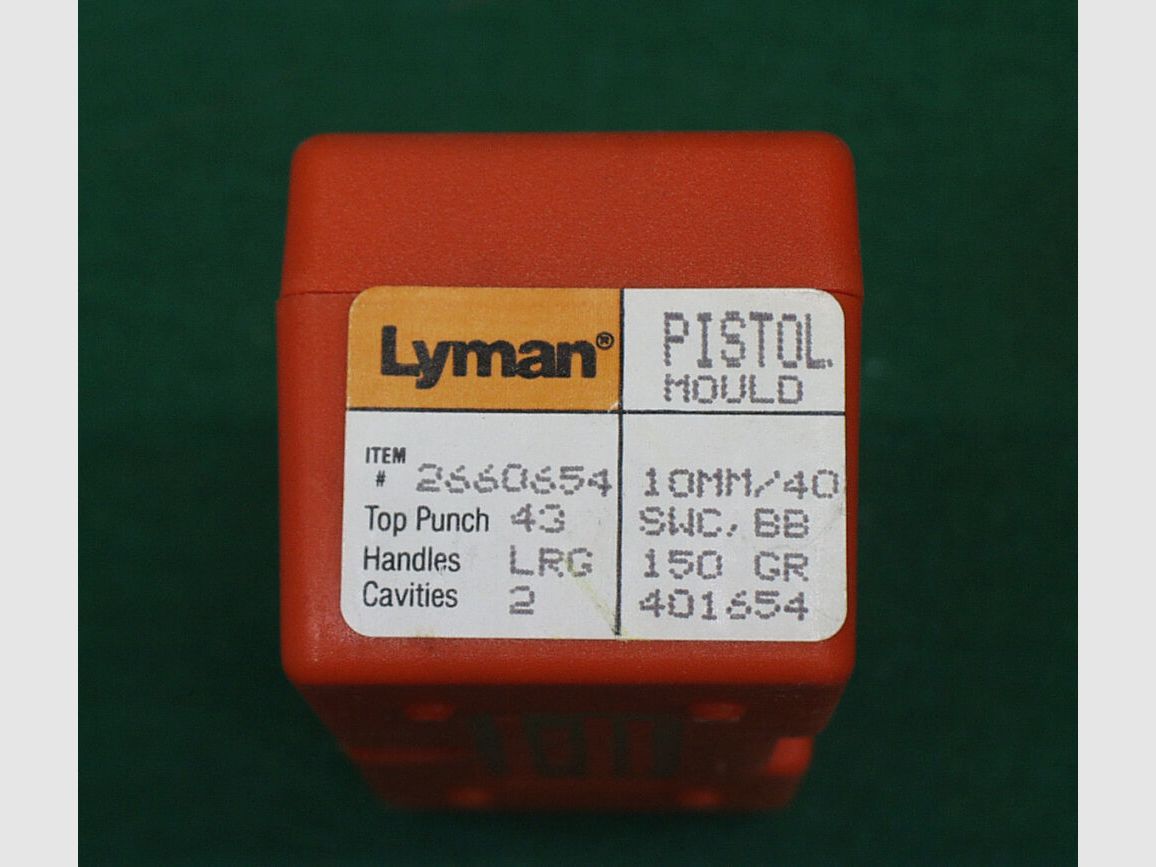 Lyman®
PISTOL
MOULD
ITEM
# 2660654
Top Punch 43
Handles LRG
Cavities 2
10MM/40
SWC, BB
150 GR
401654